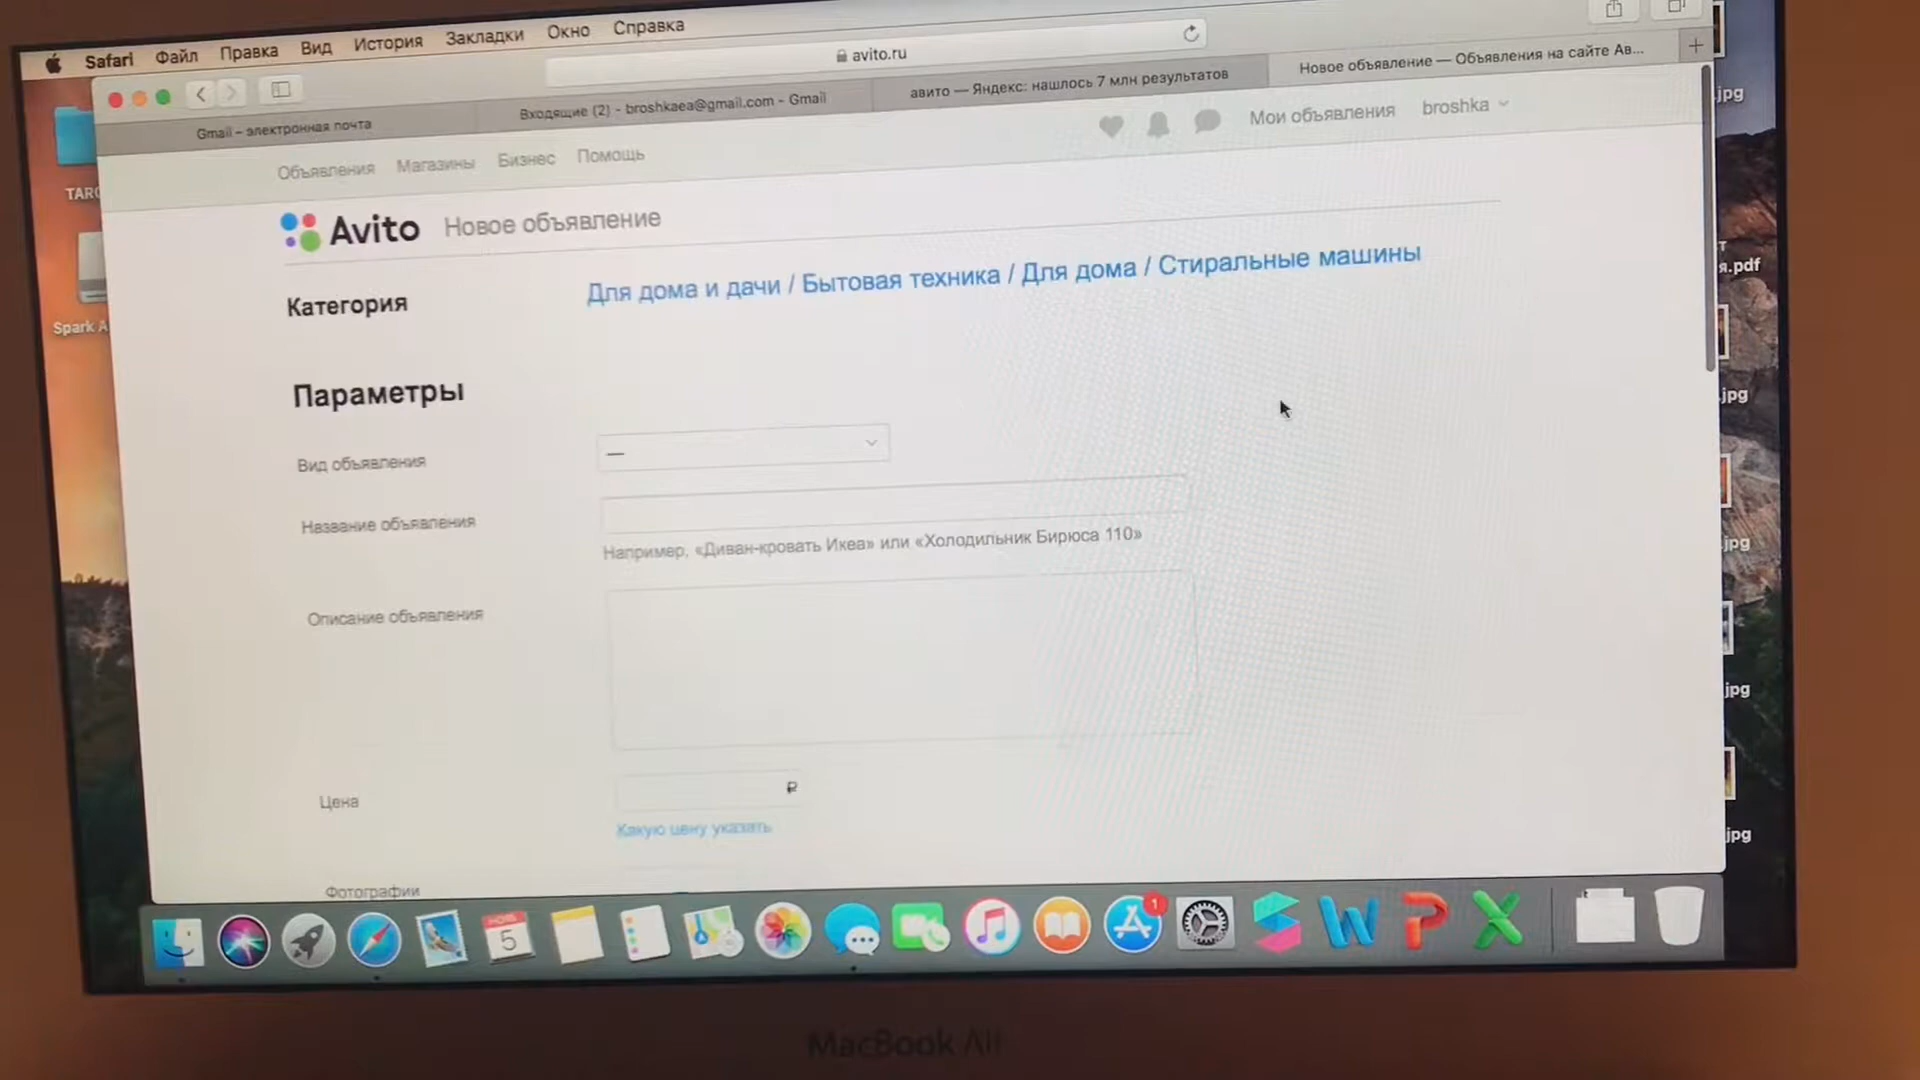 Safari Файл Правка Вид История Закладки Окно Справка
avito.ru
Gmail – электронная почта
Входящие (2) - broshkaea@gmail.com - Gmail
авито — Яндекс: нашлось 7 млн результатов
Новое объявление — Объявления на сайте Ав...
Объявления Магазины Бизнес Помощь
Мои объявления broshka
Avito Новое объявление
Категория
Для дома и дачи / Бытовая техника / Для дома / Стиральные машины
Параметры
Вид объявления
—
Название объявления
Например, «Диван-кровать Икеа» или «Холодильник Бирюса 110»
Описание объявления
Цена
₽
Какую цену указать
Фотографии
TARG
Spark A
.jpg
я.pdf
.jpg
.jpg
.jpg
.jpg
НОЯБ
5
1
MacBook Air